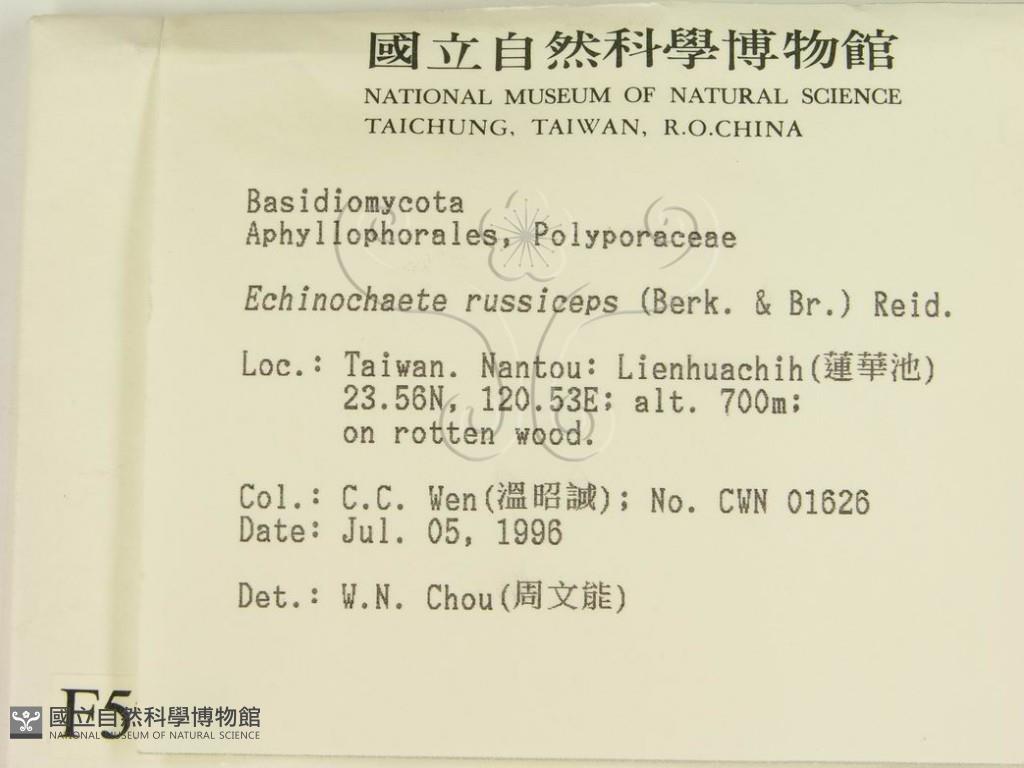 國立自然科學博物館
NATIONAL MUSEUM OF NATURAL SCIENCE
TAICHUNG, TAIWAN, R.O.CHINA
Basidiomycota
Aphyllophorales, Polyporaceae
Echinochaete russiceps (Berk. & Br.) Reid.
Loc.: Taiwan. Nantou: Lienhuachih(蓮華池)
23.56N, 120.53E; alt. 700m;
on rotten wood.
Col.: C.C. Wen(溫昭誠); No. CWN 01626
Date: Jul. 05, 1996
Det.: W.N. Chou(周文能)
國立自然科學博物館
NATIONAL MUSEUM OF NATURAL SCIENCE